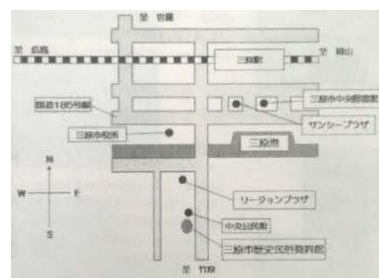 至 世羅
至 広島
三原駅
至 岡山
国道185号線
三原市中央図書館
サンシープラザ
三原市役所
三原港
N
W E
S
リージョンプラザ
中央公民館
三原市歴史民俗資料館
至 竹原